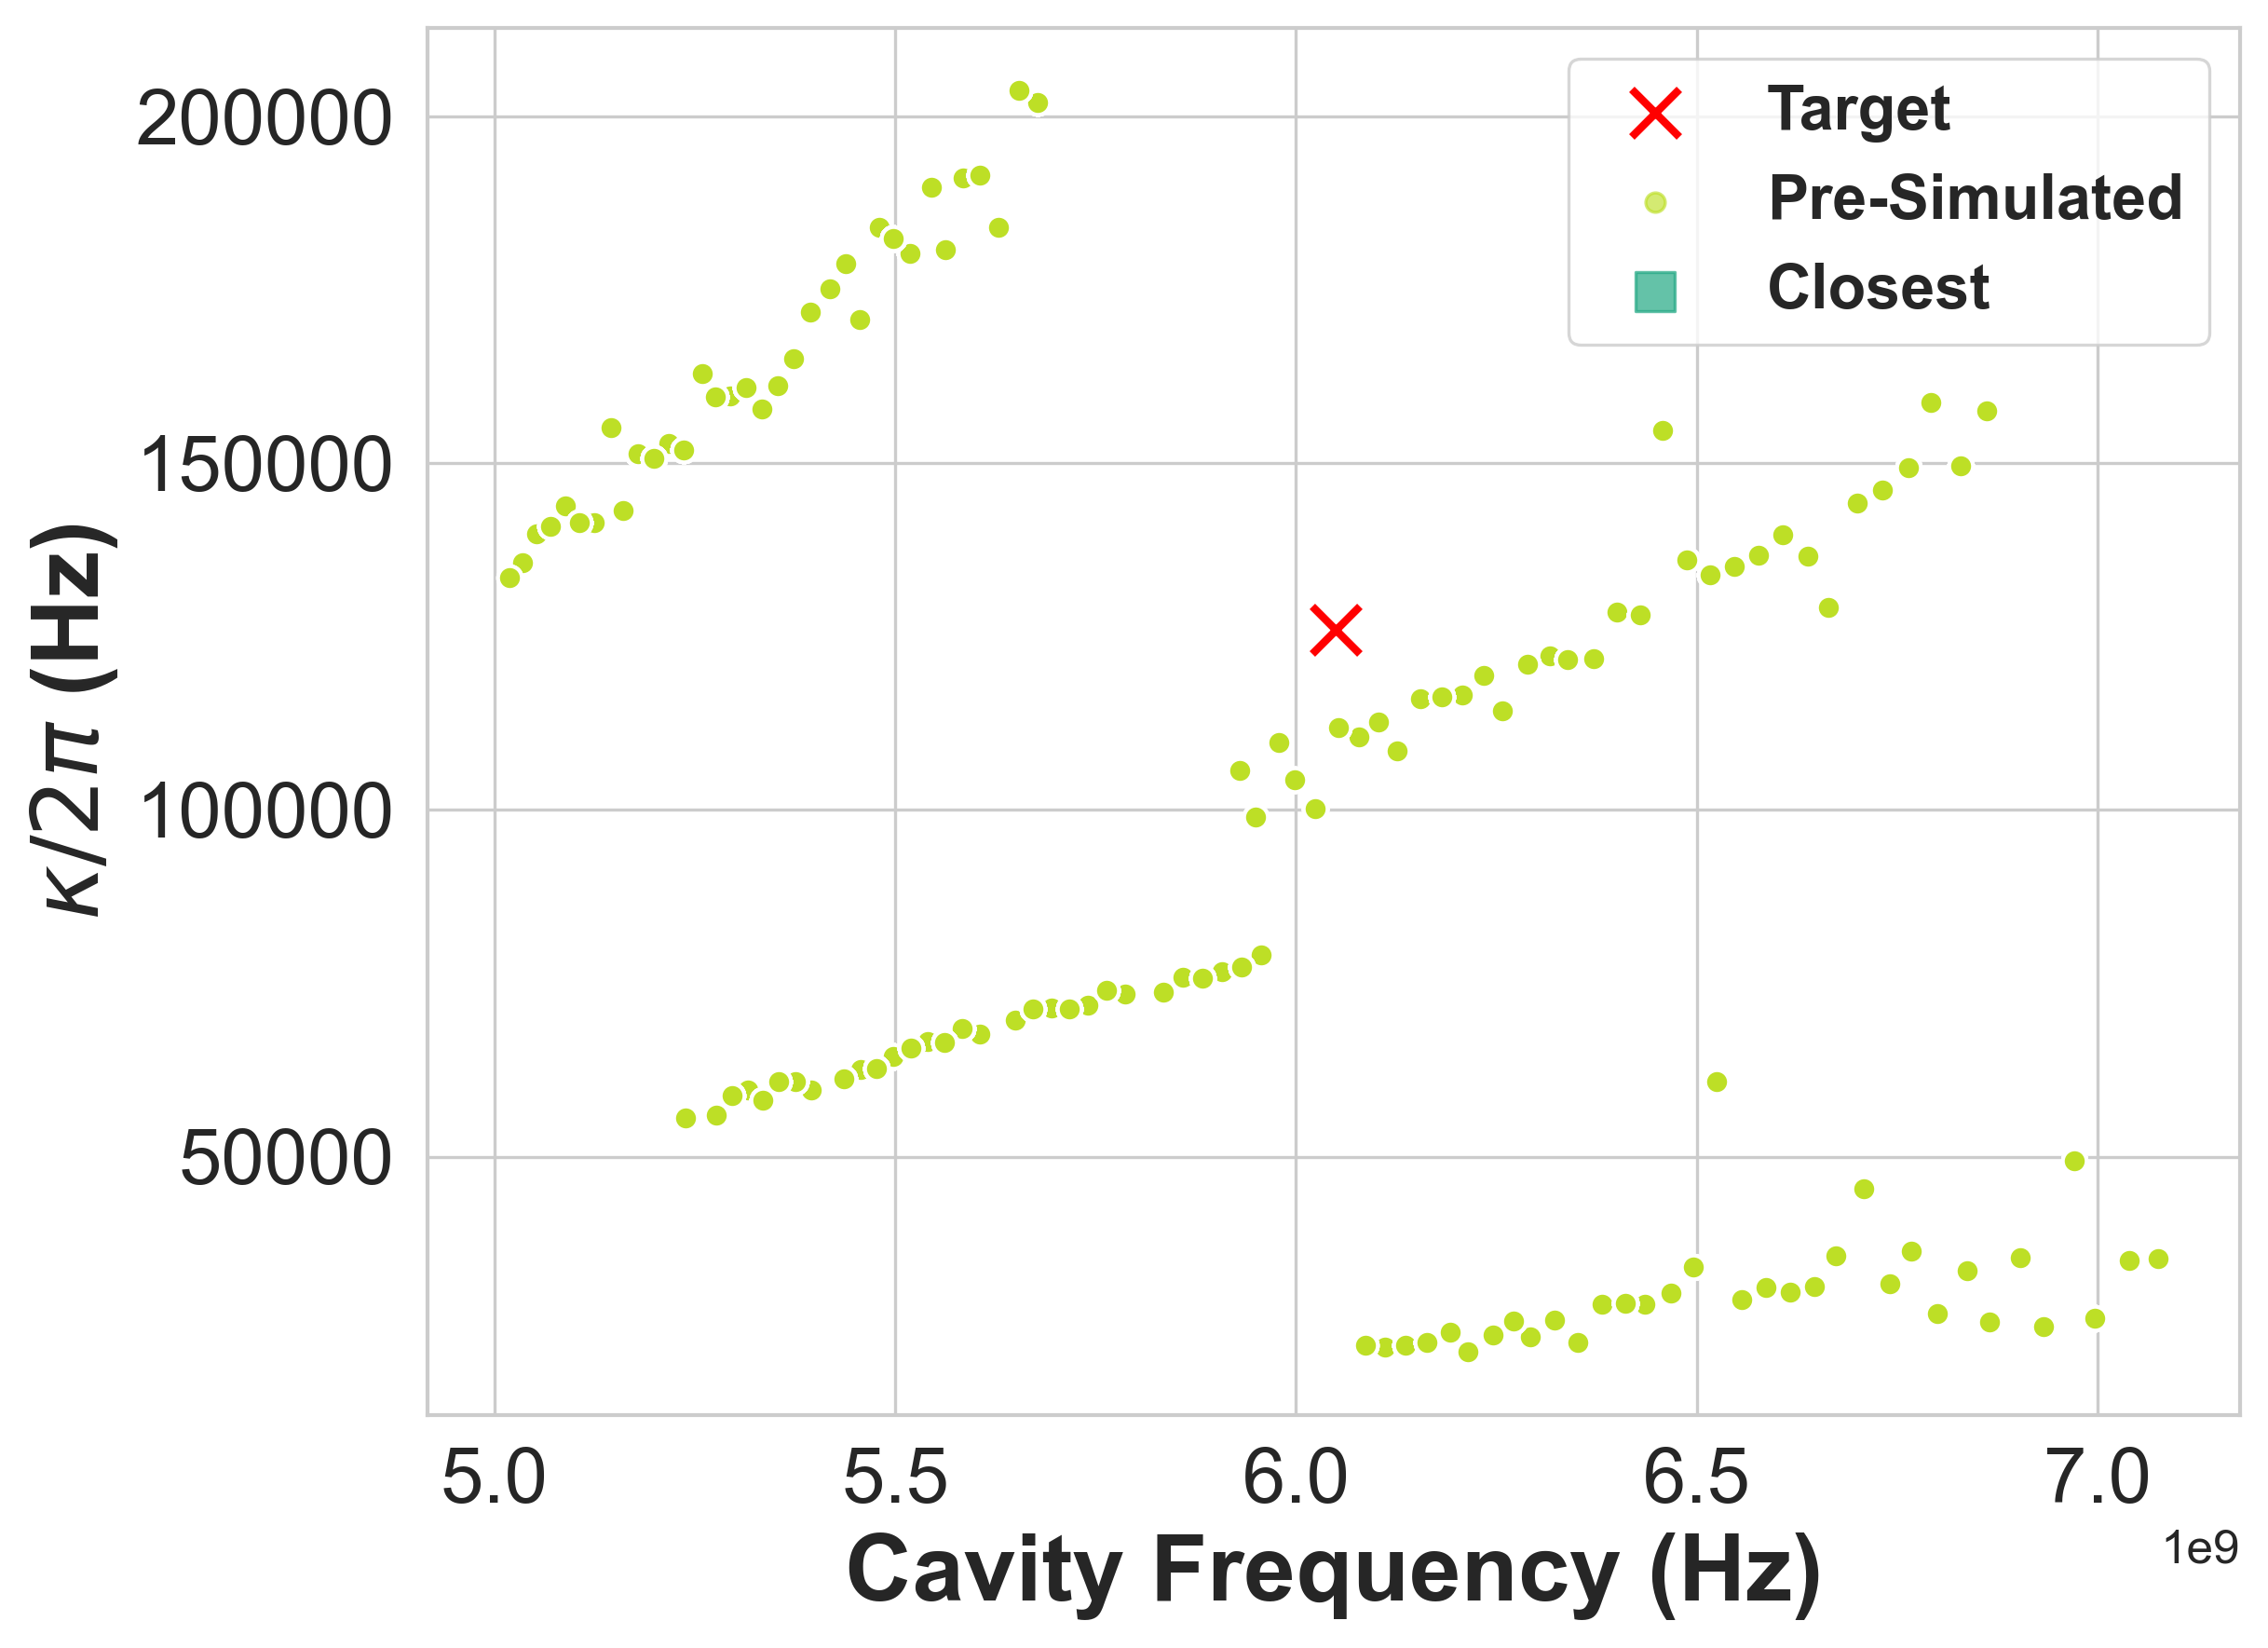 200000
150000
100000
50000
κ/2π (Hz)
Target
Pre-Simulated
Closest
5.0 5.5 6.0 6.5 7.0
1e9
Cavity Frequency (Hz)